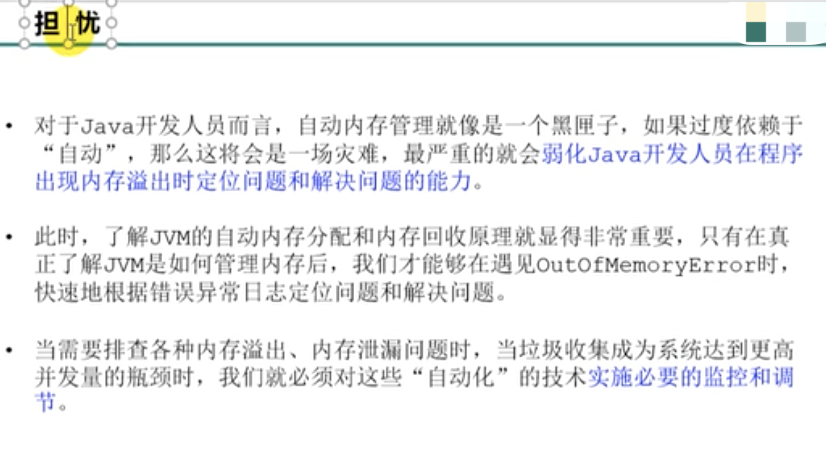 担忧
• 对于Java开发人员而言，自动内存管理就像是一个黑匣子，如果过度依赖于
“自动”，那么这将会是一场灾难，最严重的就会弱化Java开发人员在程序
出现内存溢出时定位问题和解决问题的能力。
• 此时，了解JVM的自动内存分配和内存回收原理就显得非常重要，只有在真
正了解JVM是如何管理内存后，我们才能够在遇见OutOfMemoryError时，
快速地根据错误异常日志定位问题和解决问题。
• 当需要排查各种内存溢出、内存泄漏问题时，当垃圾收集成为系统达到更高
并发量的瓶颈时，我们就必须对这些“自动化”的技术实施必要的监控和调
节。